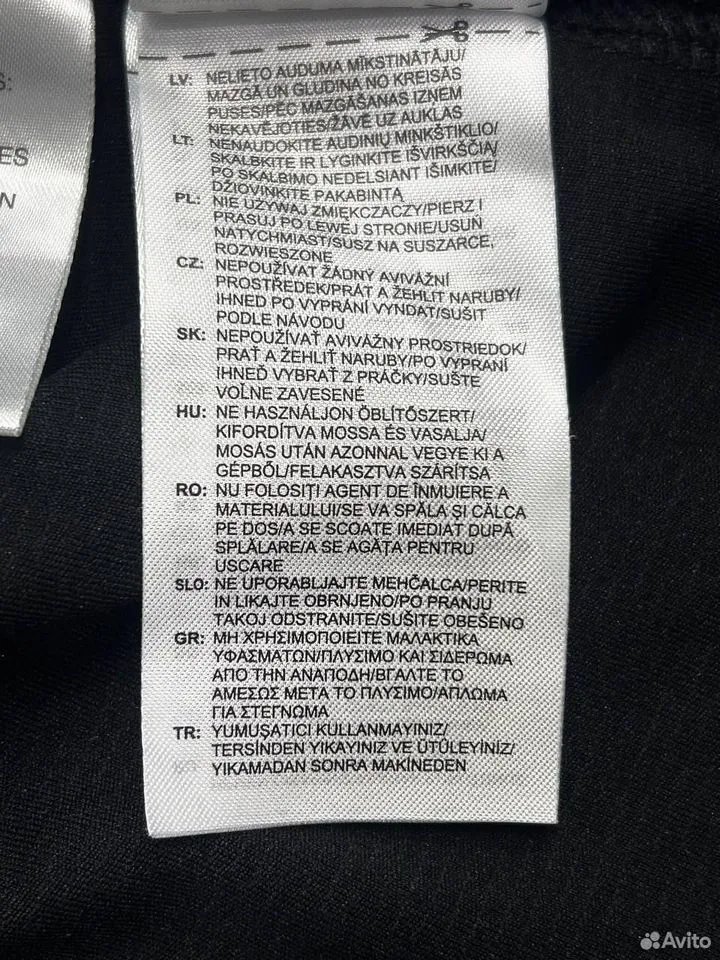 S:
ES
N
LV: NELIETO AUDUMA MĪKSTINĀTĀJU/
MAZGĀ UN GLUDINA NO KREISĀS
PUSES/PĒC MAZGĀŠANAS IZŅEM
NEKAVĒJOTIES/ŽĀVĒ UZ AUKLAS
LT: NENAUDOKITE AUDINIŲ MINKŠTIKLIO/
SKALBKITE IR LYGINKITE IŠVIRKŠČIĄ/
PO SKALBIMO NEDELSIANT IŠIMKITE/
DŽIOVINKITE PAKABINTĄ
PL: NIE UŻYWAJ ZMIĘKCZACZY/PIERZ I
PRASUJ PO LEWEJ STRONIE/USUŃ
NATYCHMIAST/SUSZ NA SUSZARCE,
ROZWIESZONE
CZ: NEPOUŽÍVAT ŽÁDNÝ AVIVÁŽNÍ
PROSTŘEDEK/PRÁT A ŽEHLIT NARUBY/
IHNED PO VYPRÁNÍ VYNDAT/SUŠIT
PODLE NÁVODU
SK: NEPOUŽÍVAŤ AVIVÁŽNY PROSTRIEDOK/
PRAŤ A ŽEHLIŤ NARUBY/PO VYPRANÍ
IHNEĎ VYBRAŤ Z PRÁČKY/SUŠTE
VOĽNE ZAVESENÉ
HU: NE HASZNÁLJON ÖBLÍTŐSZERT/
KIFORDÍTVA MOSSA ÉS VASALJA/
MOSÁS UTÁN AZONNAL VEGYE KI A
GÉPBŐL/FELAKASZTVA SZÁRÍTSA
RO: NU FOLOSIȚI AGENT DE ÎNMUIERE A
MATERIALULUI/SE VA SPĂLA ȘI CĂLCA
PE DOS/A SE SCOATE IMEDIAT DUPĂ
SPĂLARE/A SE AGĂȚA PENTRU
USCARE
SLO: NE UPORABLJAJTE MEHČALCA/PERITE
IN LIKAJTE OBRNJENO/PO PRANJU
TAKOJ ODSTRANITE/SUŠITE OBEŠENO
GR: ΜΗ ΧΡΗΣΙΜΟΠΟΙΕΙΤΕ ΜΑΛΑΚΤΙΚΑ
ΥΦΑΣΜΑΤΩΝ/ΠΛΥΣΙΜΟ ΚΑΙ ΣΙΔΕΡΩΜΑ
ΑΠΟ ΤΗΝ ΑΝΑΠΟΔΗ/ΒΓΑΛΤΕ ΤΟ
ΑΜΕΣΩΣ ΜΕΤΑ ΤΟ ΠΛΥΣΙΜΟ/ΑΠΛΩΜΑ
ΓΙΑ ΣΤΕΓΝΩΜΑ
TR: YUMUŞATICI KULLANMAYINIZ/
TERSİNDEN YIKAYINIZ VE ÜTÜLEYİNİZ/
YIKAMADAN SONRA MAKİNEDEN
Avito